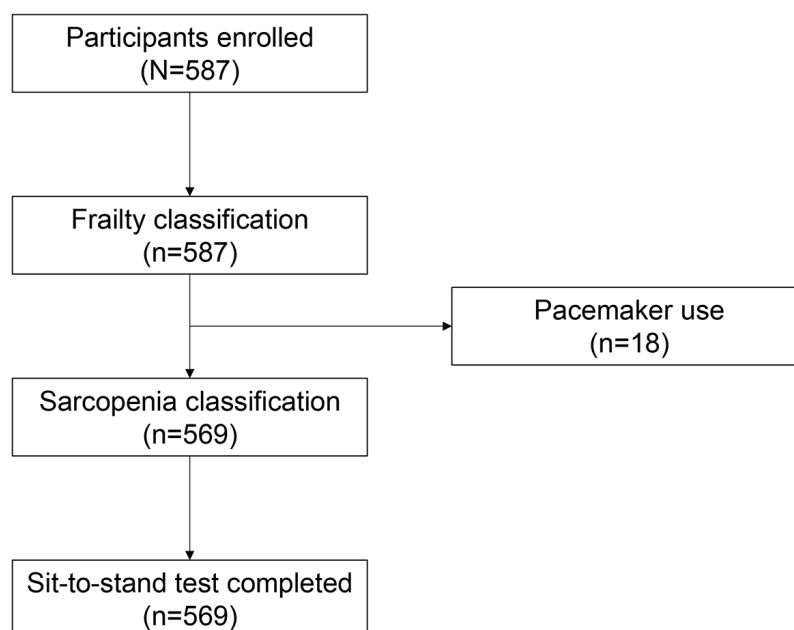 Participants enrolled
(N=587)
Frailty classification
(n=587)
Pacemaker use
(n=18)
Sarcopenia classification
(n=569)
Sit-to-stand test completed
(n=569)